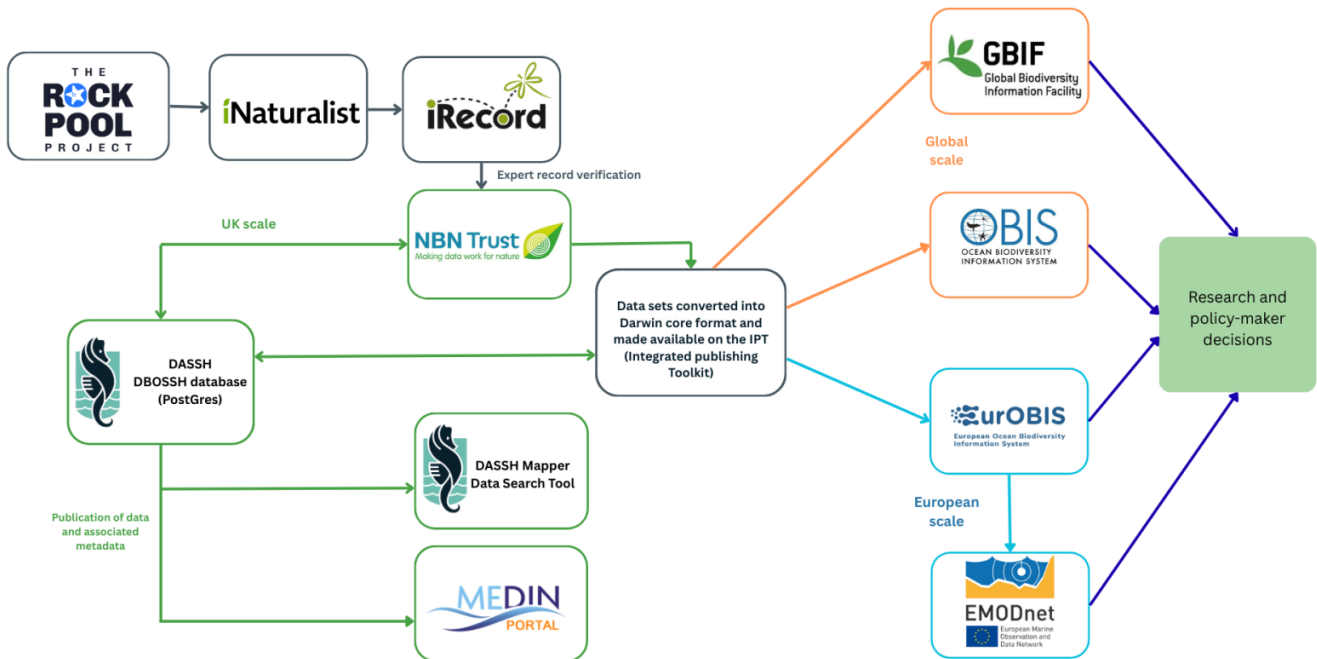 THE
ROCK
POOL
PROJECT
iNaturalist
iRecord
Expert record verification
UK scale
NBN Trust
Making data work for nature
Data sets converted into
Darwin core format and
made available on the IPT
(Integrated publishing
Toolkit)
DASSH
DBOSSH database
(PostGres)
DASSH Mapper
Data Search Tool
Publication of data
and associated
metadata
MEDIN
PORTAL
GBIF
Global Biodiversity
Information Facility
Global
scale
OBIS
OCEAN BIODIVERSITY
INFORMATION SYSTEM
EurOBIS
European Ocean Biodiversity
Information System
European
scale
EMODnet
European Marine
Observation and
Data Network
Research and
policy-maker
decisions